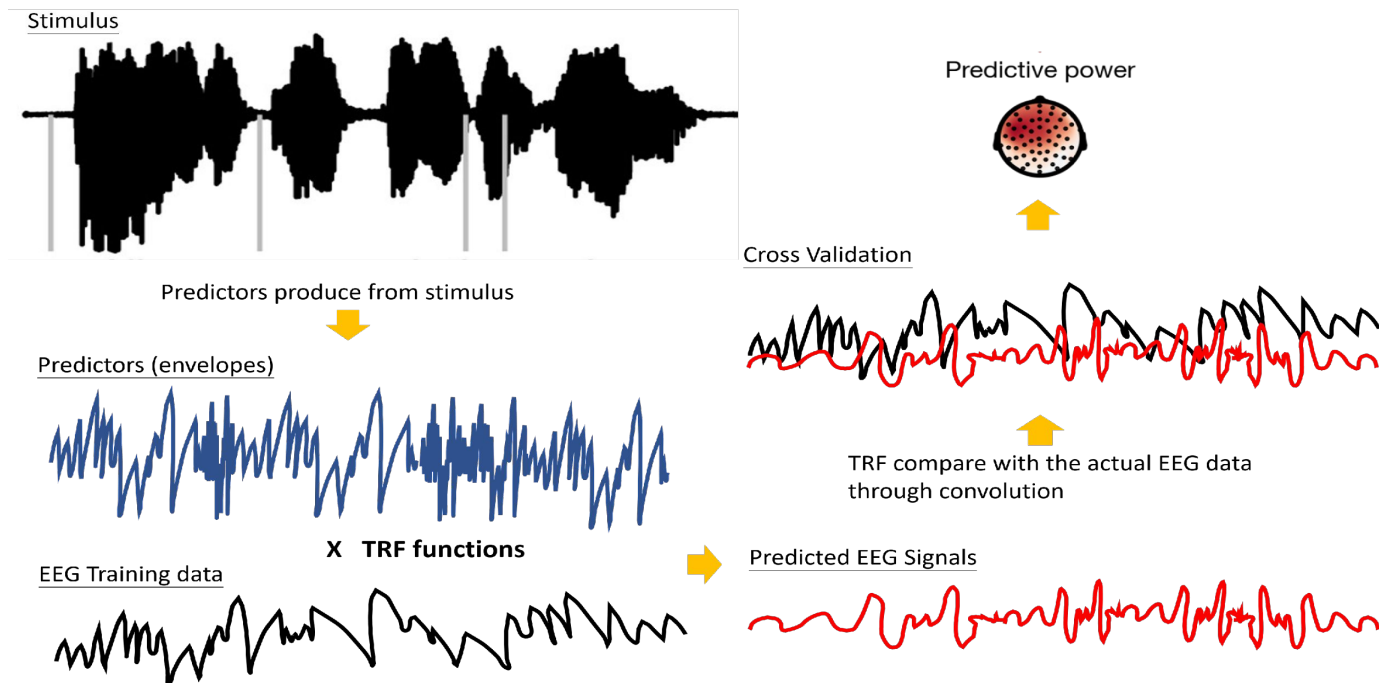 Stimulus
Predictors produce from stimulus
Predictors (envelopes)
X TRF functions
EEG Training data
Predictive power
Cross Validation
TRF compare with the actual EEG data
through convolution
Predicted EEG Signals